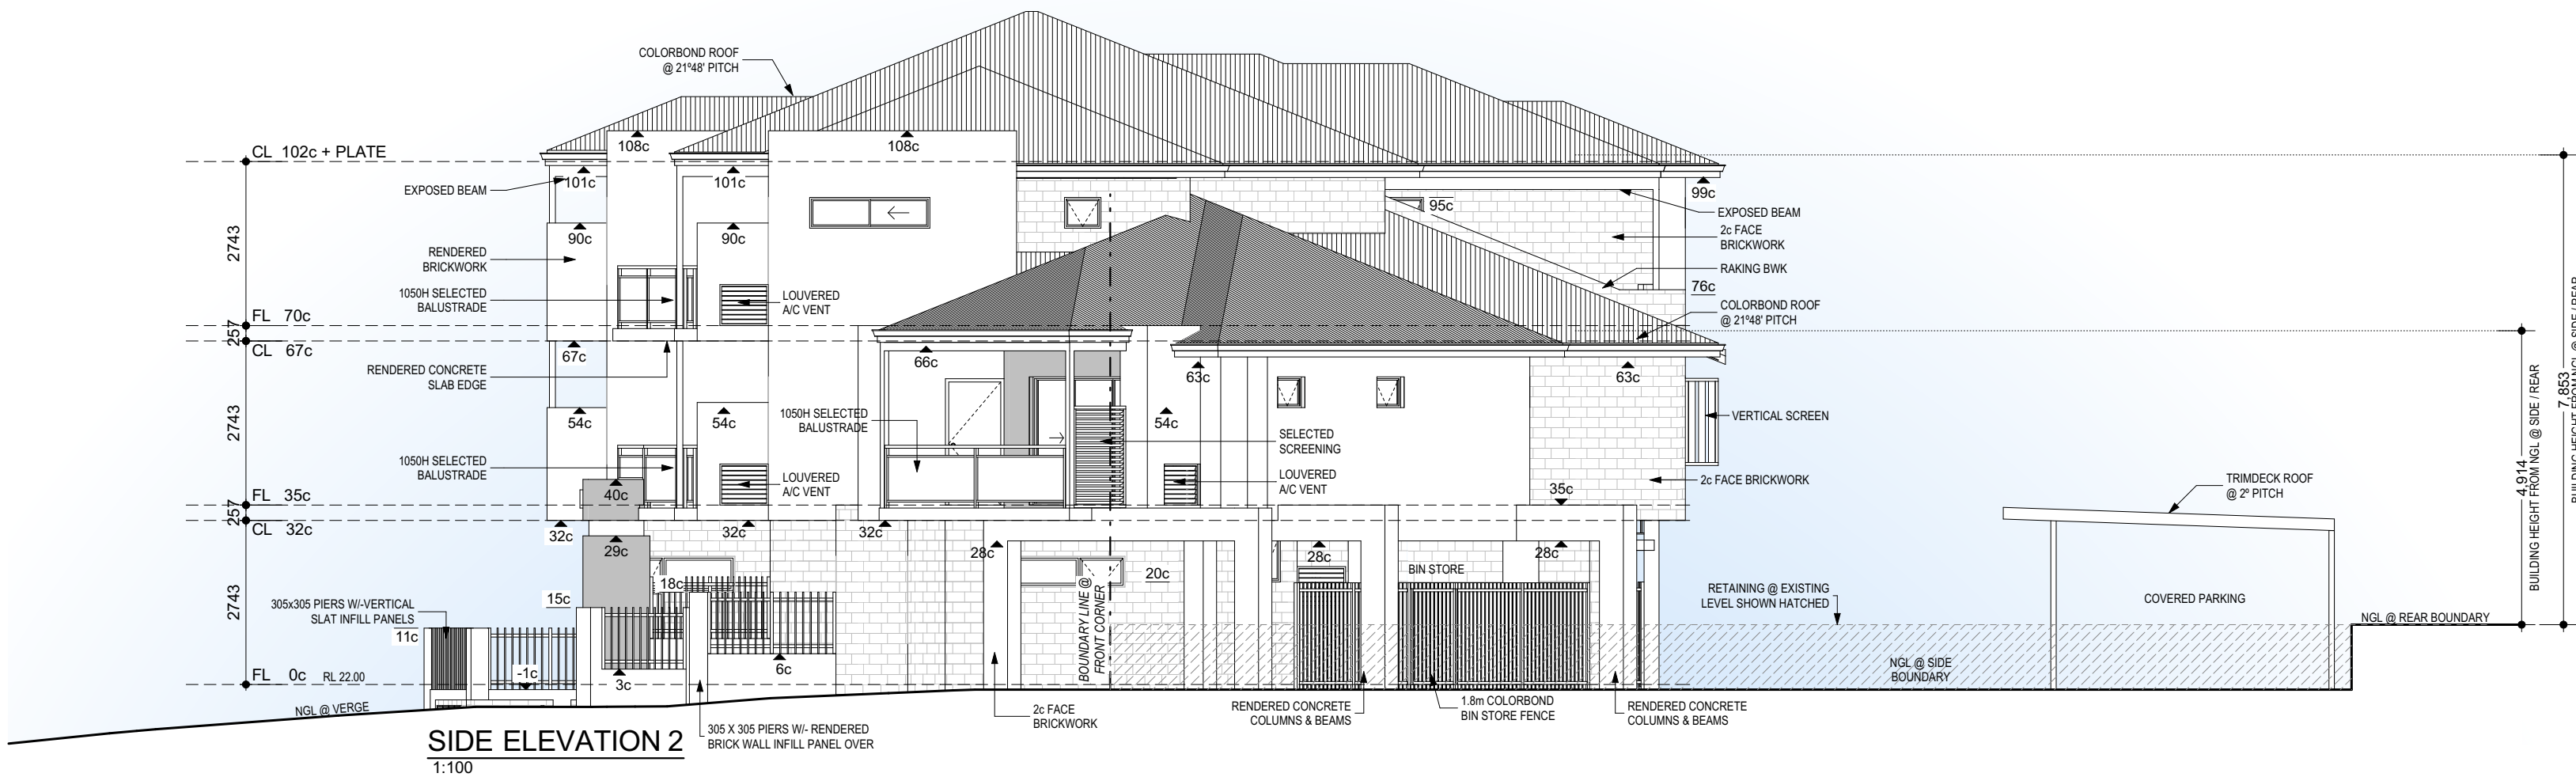 COLORBOND ROOF
@ 21º48' PITCH
CL 102c + PLATE
108c
108c
EXPOSED BEAM
101c
101c
99c
95c
EXPOSED BEAM
2c FACE
BRICKWORK
2743
90c
90c
RENDERED
BRICKWORK
RAKING BWK
76c
1050H SELECTED
BALUSTRADE
LOUVERED
A/C VENT
COLORBOND ROOF
@ 21º48' PITCH
FL 70c
257
CL 67c
67c
66c
63c
63c
RENDERED CONCRETE
SLAB EDGE
2743
54c
54c
1050H SELECTED
BALUSTRADE
54c
VERTICAL SCREEN
SELECTED
SCREENING
1050H SELECTED
BALUSTRADE
LOUVERED
A/C VENT
LOUVERED
A/C VENT
2c FACE BRICKWORK
TRIMDECK ROOF
@ 2º PITCH
40c
35c
FL 35c
257
CL 32c
32c
32c
32c
29c
28c
28c
28c
BIN STORE
20c
18c
15c
2743
305x305 PIERS W/-VERTICAL
SLAT INFILL PANELS
11c
BOUNDARY LINE @
FRONT CORNER
RETAINING @ EXISTING
LEVEL SHOWN HATCHED
COVERED PARKING
NGL @ REAR BOUNDARY
4,914
BUILDING HEIGHT FROM NGL @ SIDE / REAR
7,853
BUILDING HEIGHT FROM NGL @ SIDE / REAR
6c
-1c
3c
FL 0c RL 22.00
NGL @ SIDE
BOUNDARY
NGL @ VERGE
2c FACE
BRICKWORK
RENDERED CONCRETE
COLUMNS & BEAMS
1.8m COLORBOND
BIN STORE FENCE
RENDERED CONCRETE
COLUMNS & BEAMS
305 X 305 PIERS W/- RENDERED
BRICK WALL INFILL PANEL OVER
SIDE ELEVATION 2
1:100